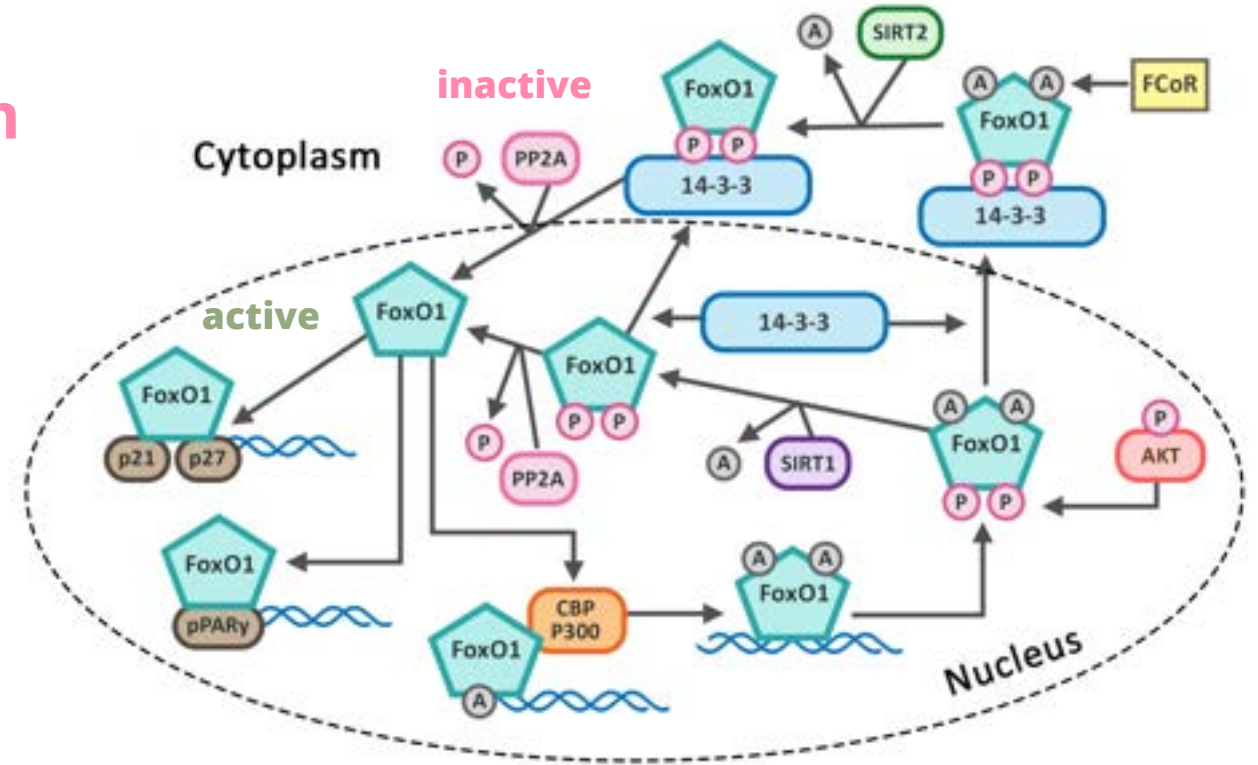 n
inactive
Cytoplasm
A
SIRT2
FoxO1
P
P
14-3-3
A
A
FoxO1
P
P
14-3-3
FCoR
P
PP2A
active
FoxO1
FoxO1
p21
p27
FoxO1
P
P
14-3-3
P
PP2A
A
SIRT1
A
A
FoxO1
P
P
P
AKT
FoxO1
pPARγ
FoxO1
A
CBP
P300
A
A
FoxO1
Nucleus